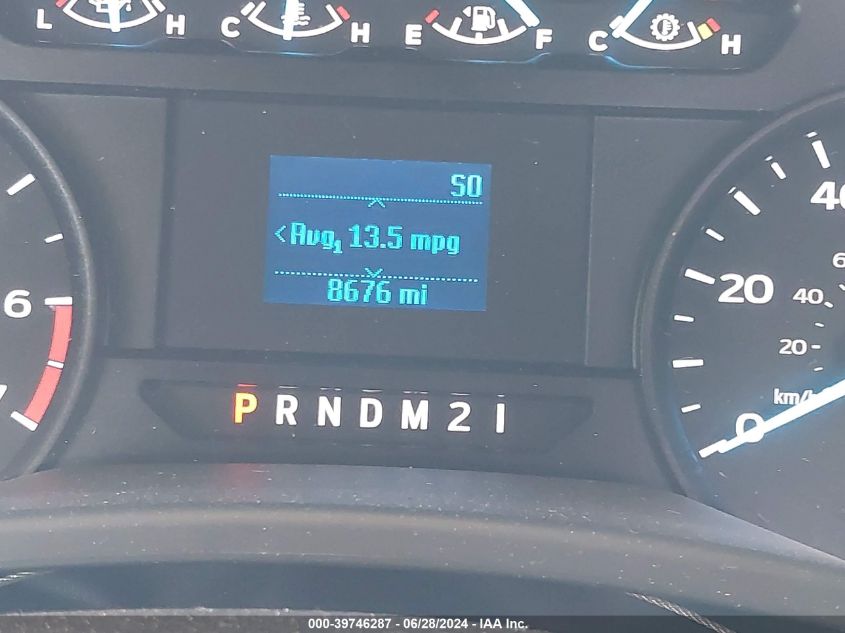 L H C H E F C H
SO
<Avg1 13.5 mpg
8676 mi
6
20
40
60
40
20
km/h
0
P R N D M 2 1
000-39746287 / 06/28/2024 - IAA Inc.